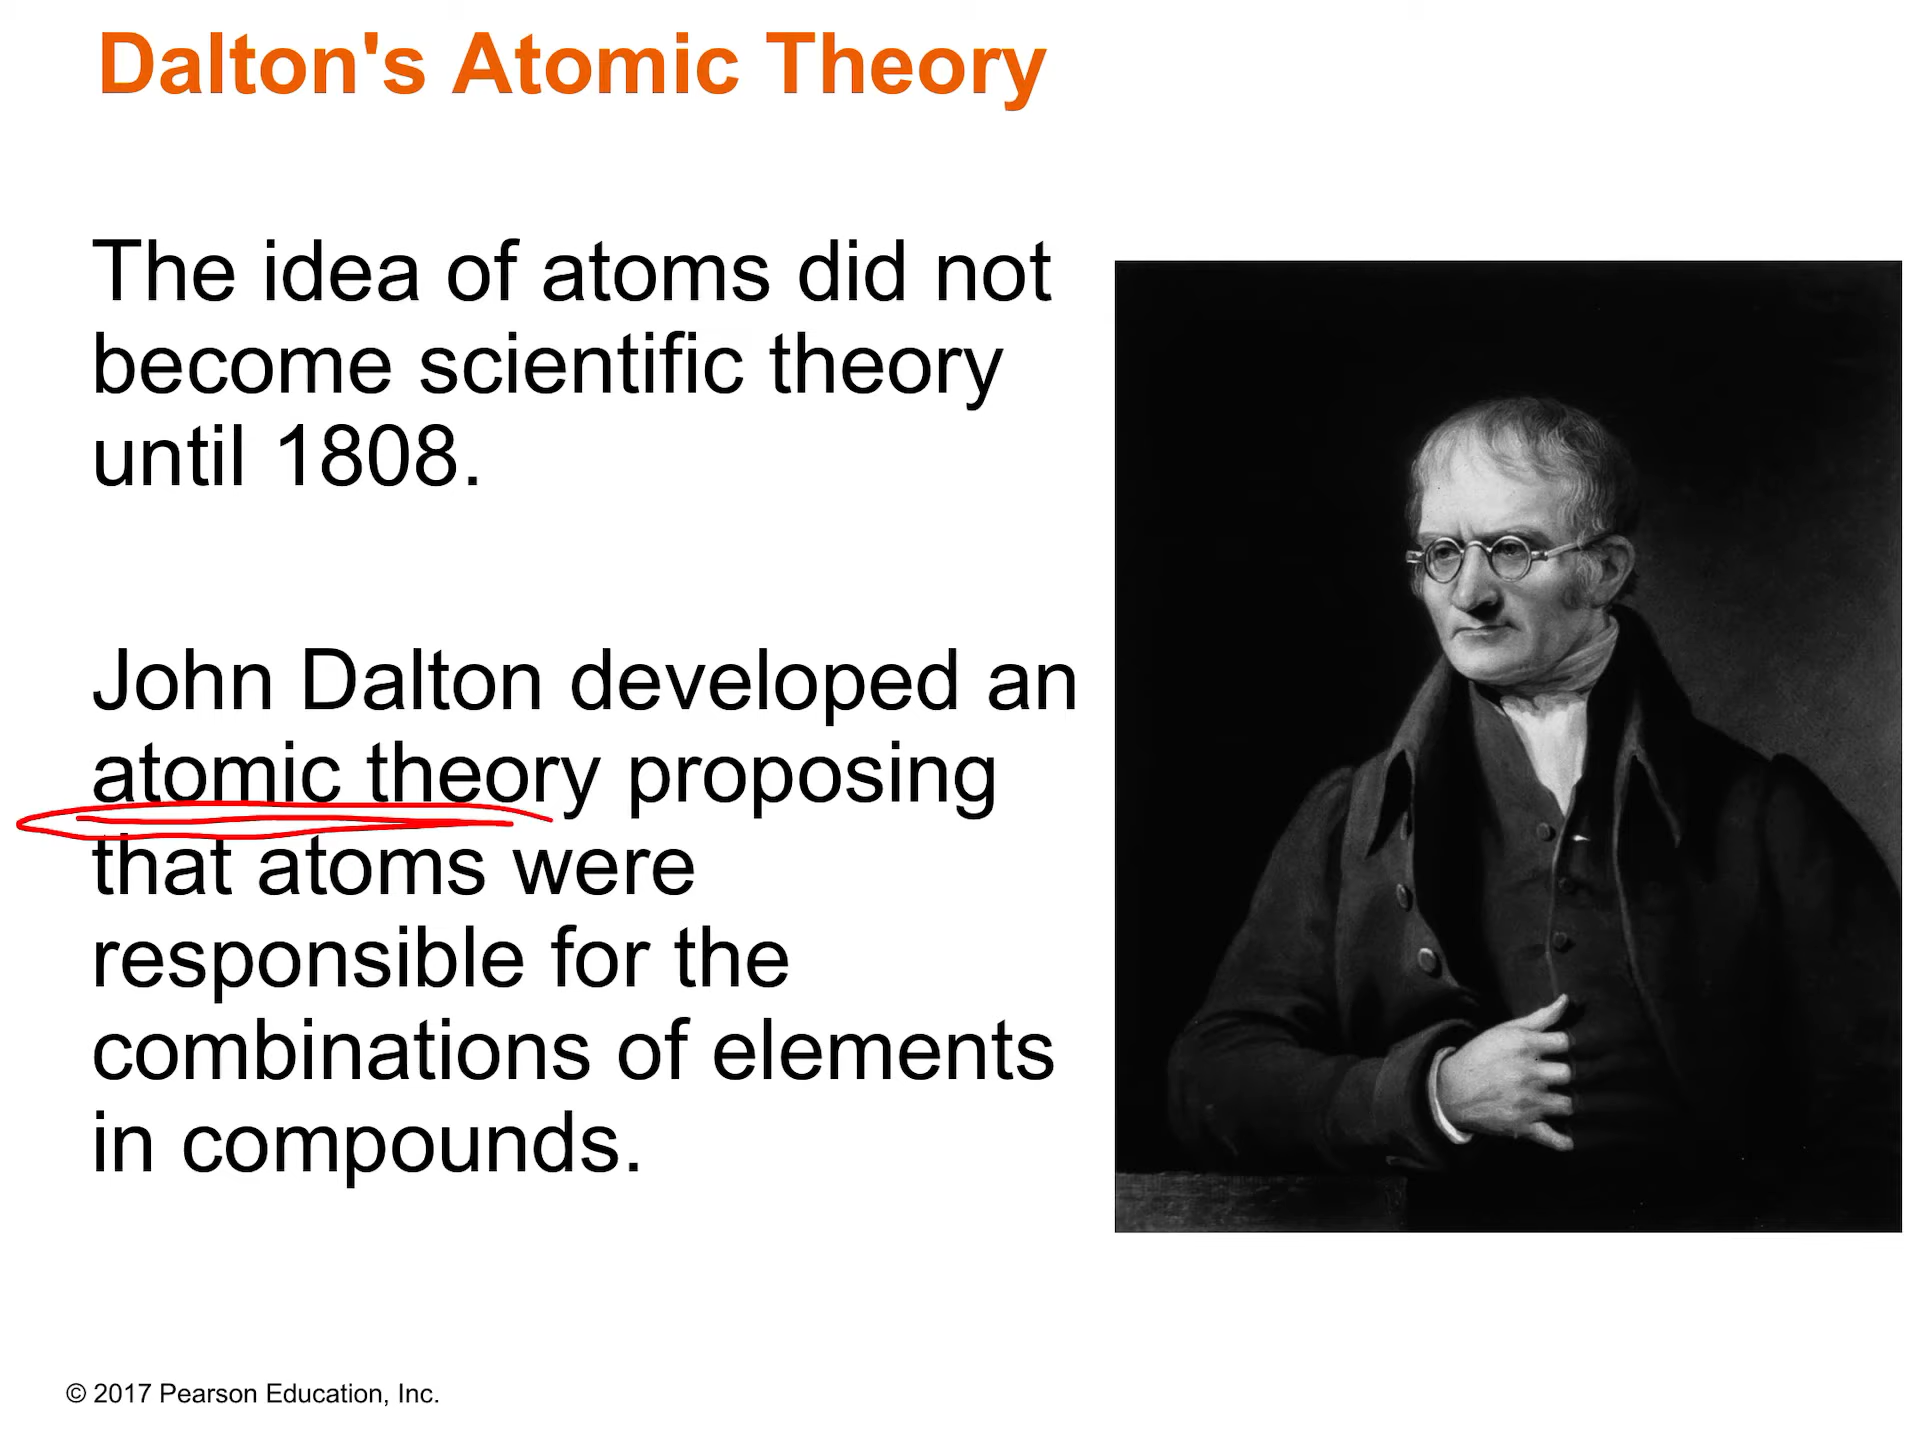 Dalton's Atomic Theory
The idea of atoms did not
become scientific theory
until 1808.
John Dalton developed an
atomic theory proposing
that atoms were
responsible for the
combinations of elements
in compounds.
© 2017 Pearson Education, Inc.